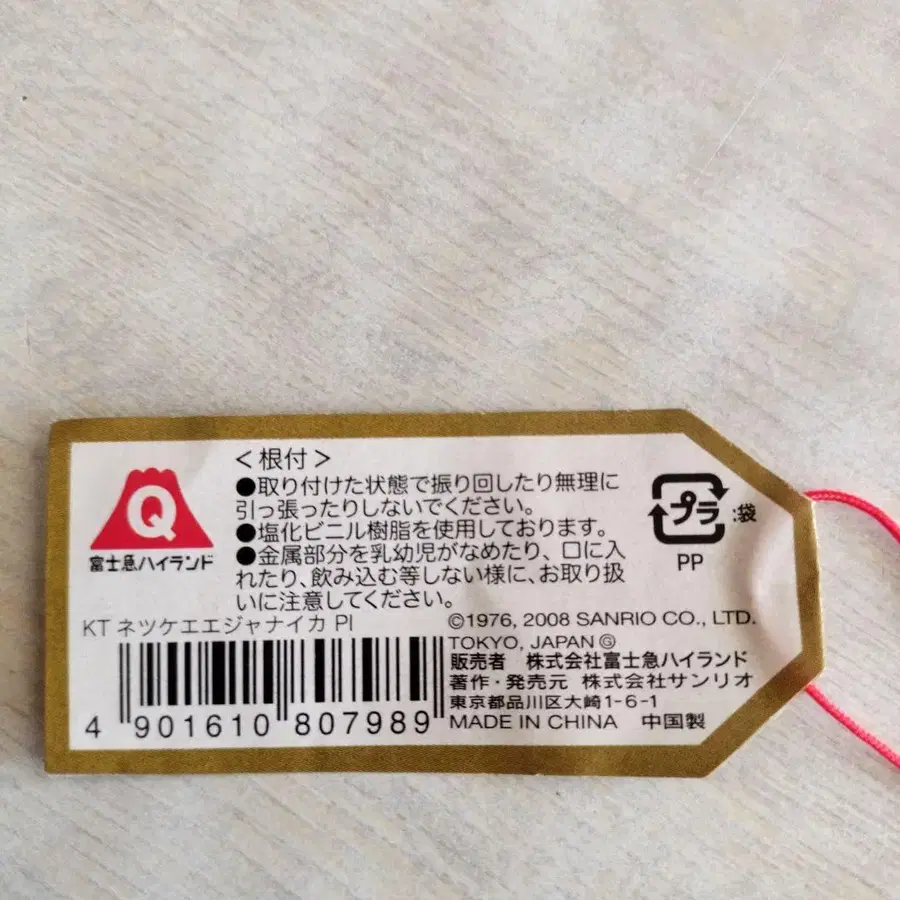 <根付>
●取り付けた状態で振り回したり無理に
引っ張ったりしないでください。
●塩化ビニル樹脂を使用しております。
●金属部分を乳幼児がなめたり、口に入
れたり、飲み込む等しない様に、お取り扱
いに注意してください。
Q
富士急ハイランド
プラ
:袋
PP
KT ネツケエエジャナイカ PI
©1976, 2008 SANRIO CO., LTD.
TOKYO, JAPAN Ⓖ
販売者 株式会社富士急ハイランド
著作・発売元 株式会社サンリオ
東京都品川区大崎1-6-1
MADE IN CHINA 中国製
4 901610 807989